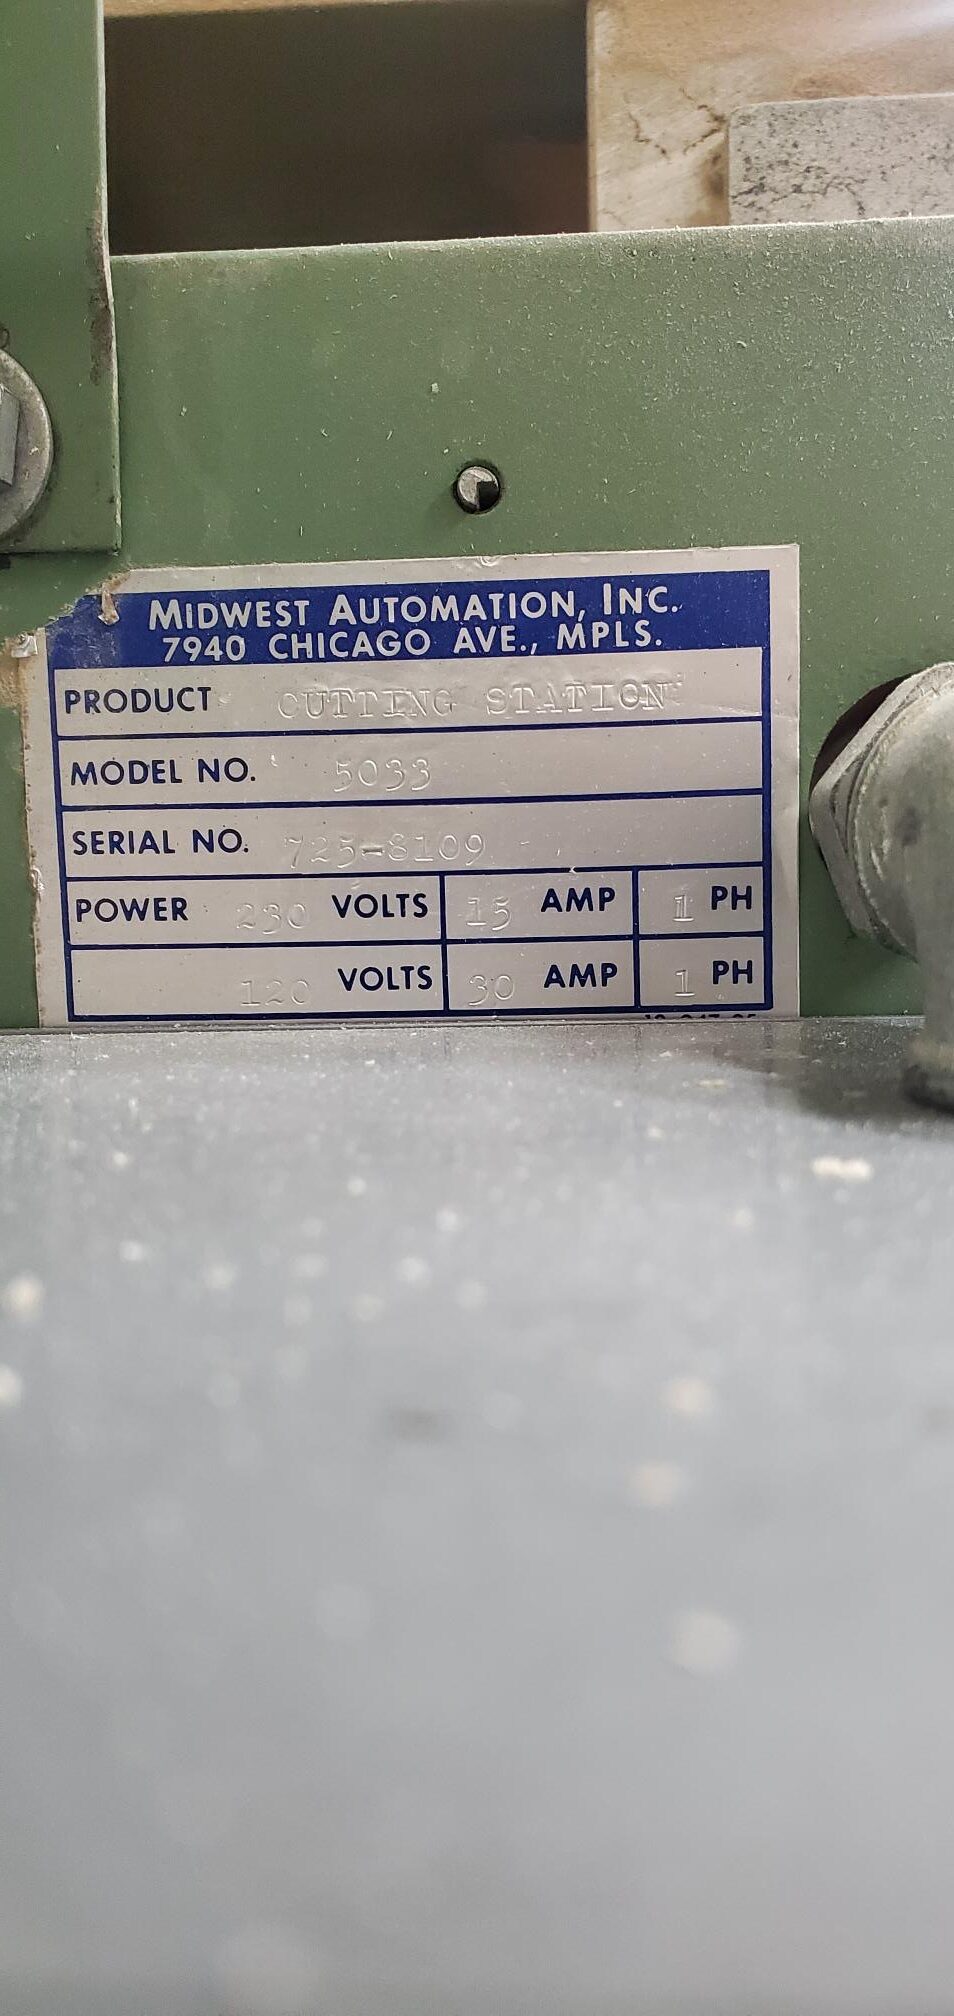 MIDWEST AUTOMATION, INC.
7940 CHICAGO AVE., MPLS.
PRODUCT CUTTING STATION
MODEL NO. 5033
SERIAL NO. 725-8109
POWER 230 VOLTS 15 AMP 1 PH
120 VOLTS 30 AMP 1 PH